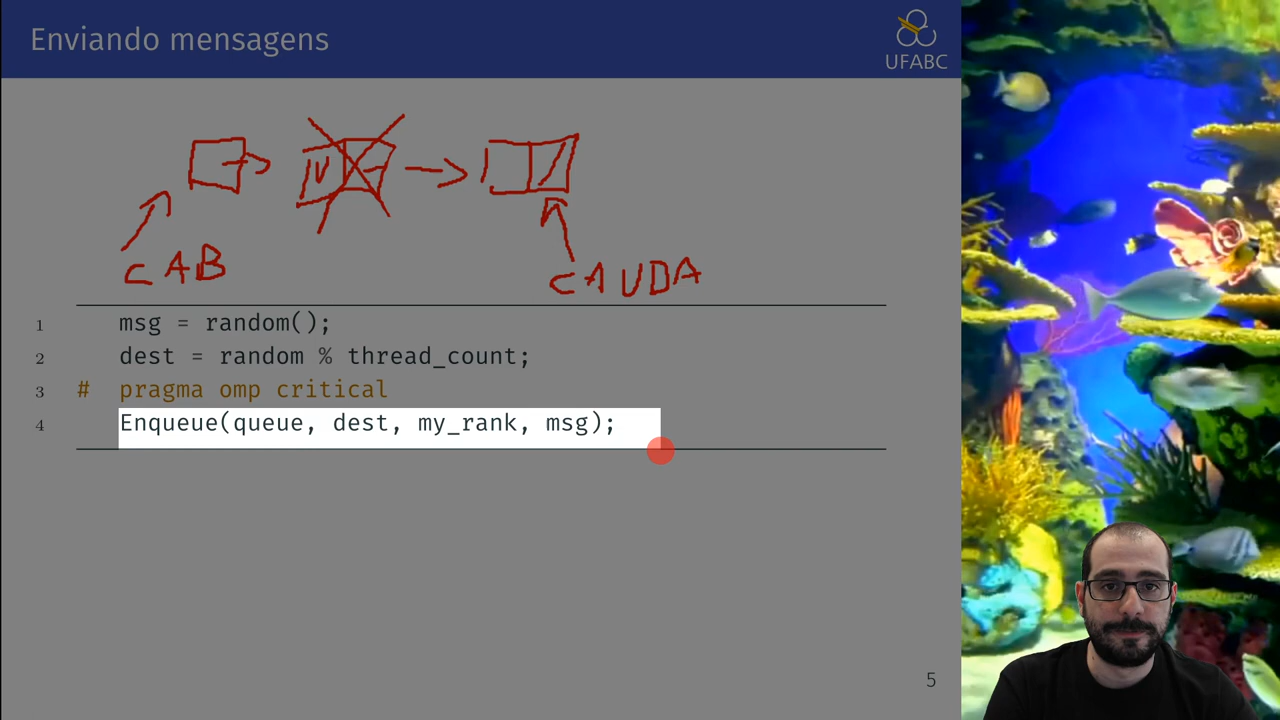 Enviando mensagens
UFABC
CAB
CAUDA
1 msg = random();
2 dest = random % thread_count;
3 # pragma omp critical
4 Enqueue(queue, dest, my_rank, msg);
5